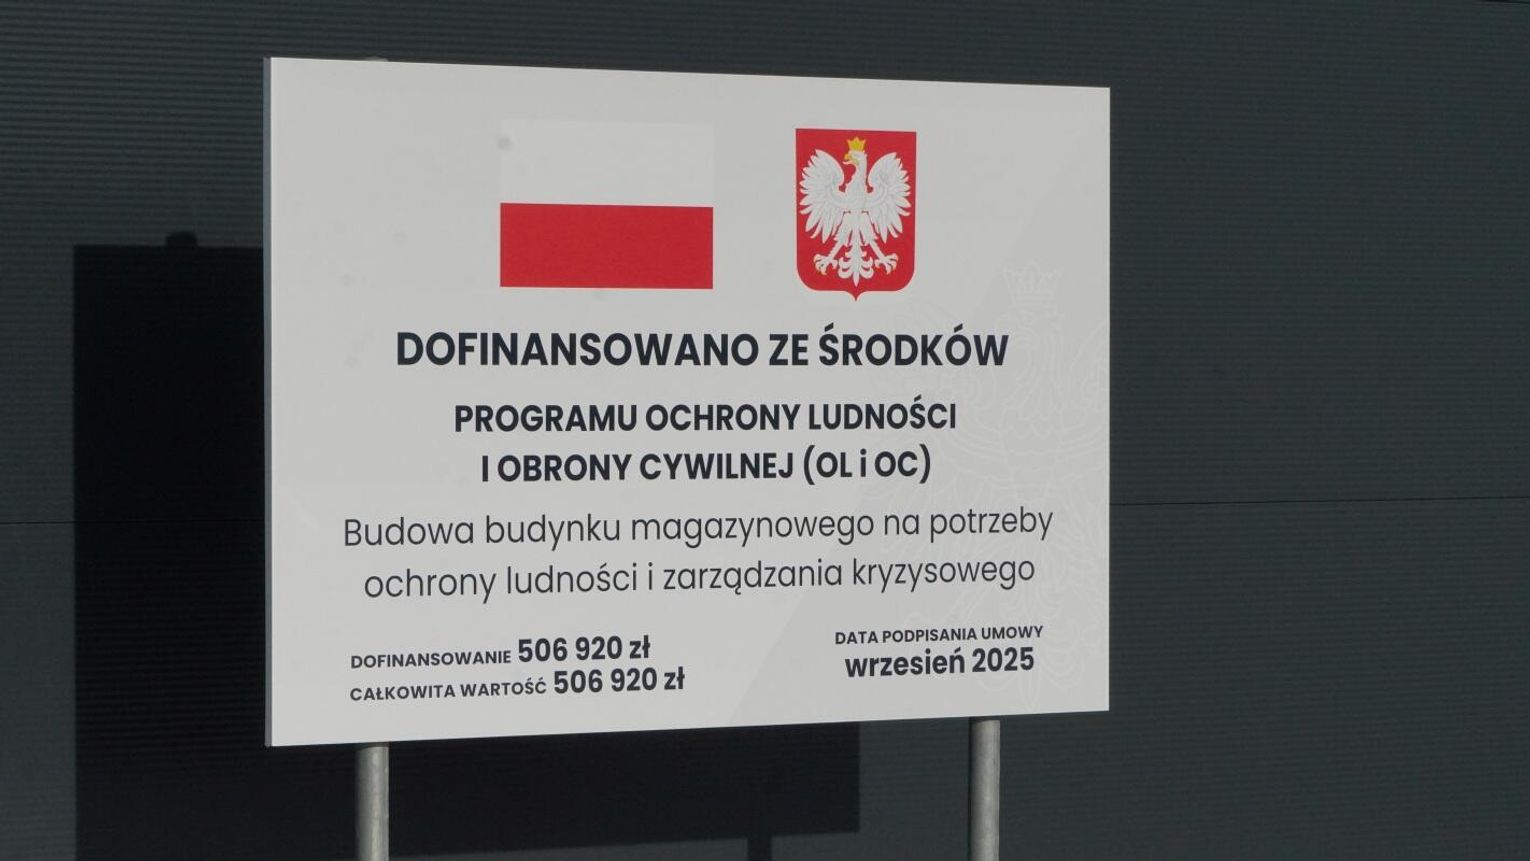 DOFINANSOWANO ZE ŚRODKÓW
PROGRAMU OCHRONY LUDNOŚCI
I OBRONY CYWILNEJ (OL i OC)
Budowa budynku magazynowego na potrzeby
ochrony ludności i zarządzania kryzysowego
DOFINANSOWANIE 506 920 zł
CAŁKOWITA WARTOŚĆ 506 920 zł
DATA PODPISANIA UMOWY
wrzesień 2025